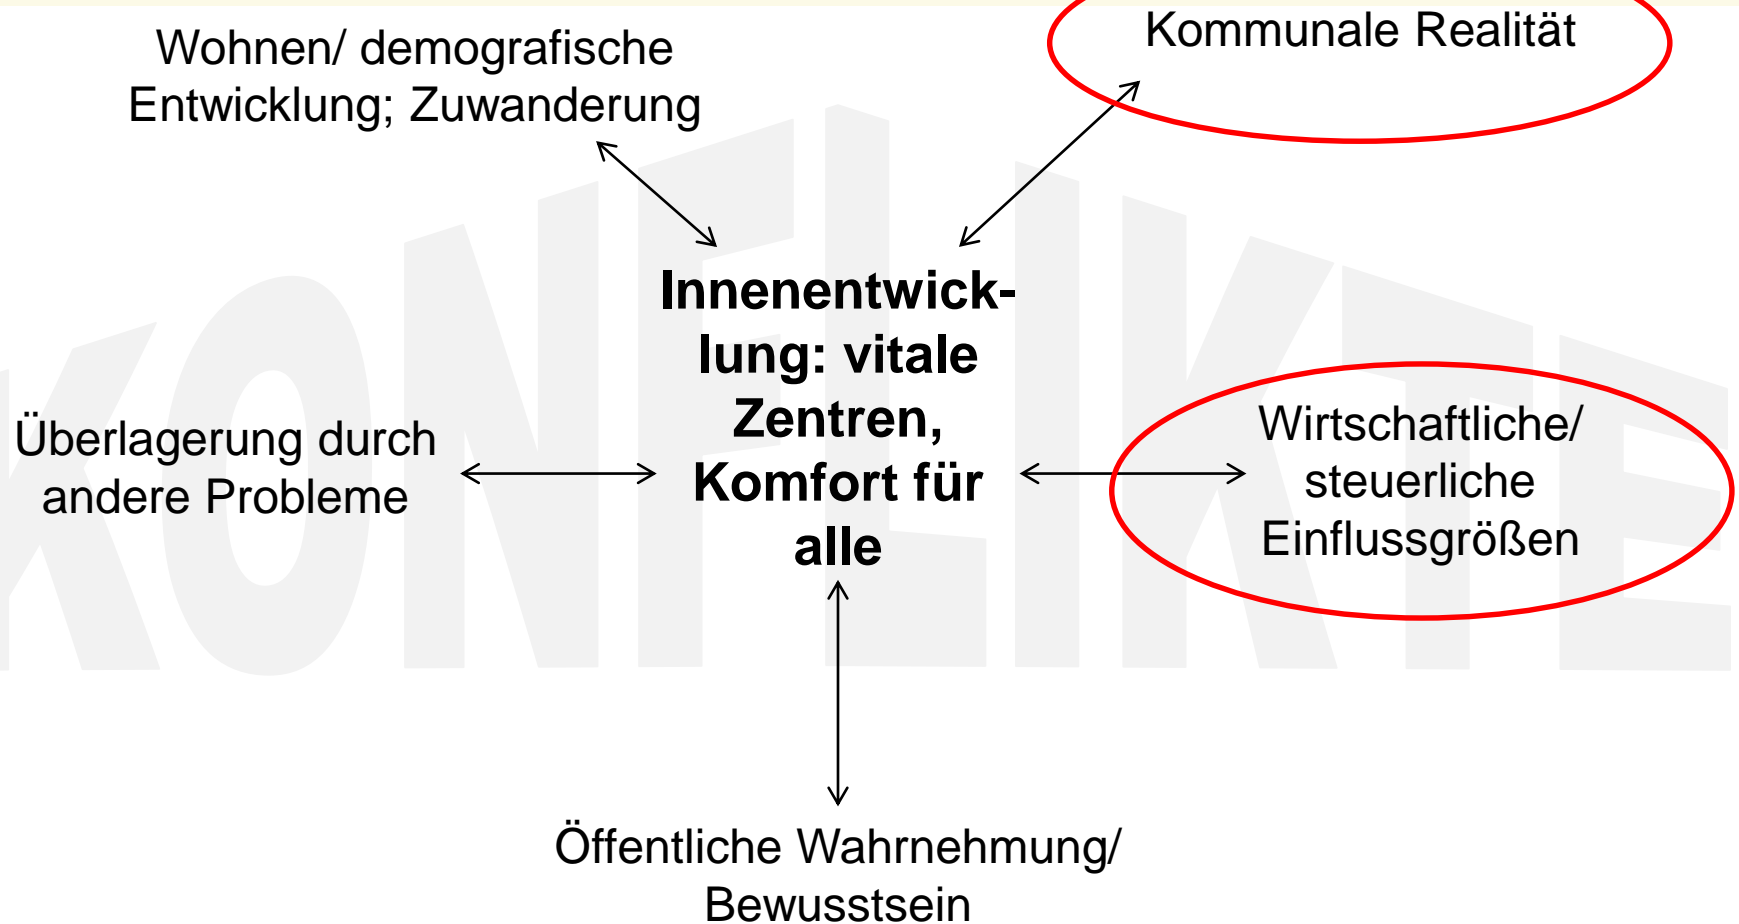 Wohnen/ demografische
Entwicklung; Zuwanderung
Kommunale Realität
Innenentwick-
lung: vitale
Zentren,
Komfort für
alle
Überlagerung durch
andere Probleme
Wirtschaftliche/
steuerliche
Einflussgrößen
Öffentliche Wahrnehmung/
Bewusstsein
KONFLIKTE